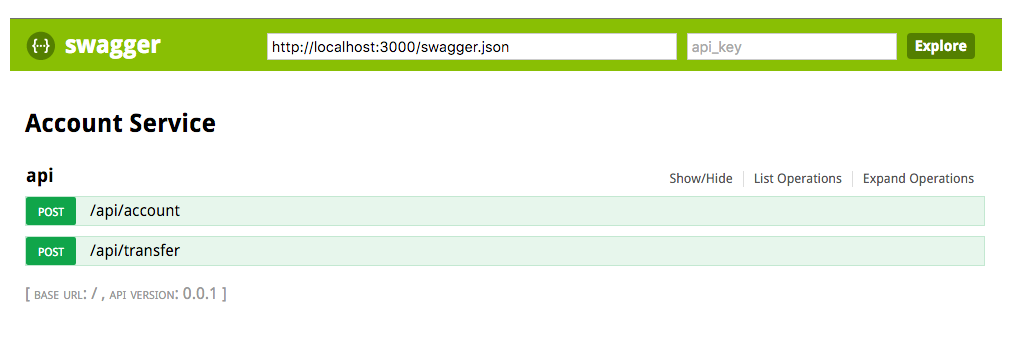 {··} swagger http://localhost:3000/swagger.json api_key Explore
Account Service
api Show/Hide List Operations Expand Operations
POST /api/account
POST /api/transfer
[ BASE URL: / , API VERSION: 0.0.1 ]